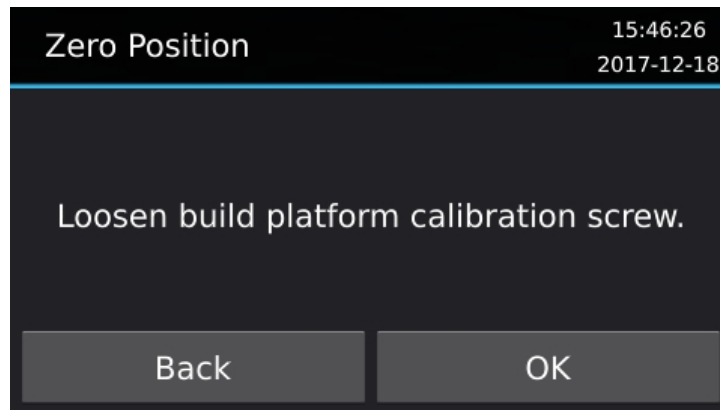 Zero Position
15:46:26
2017-12-18
Loosen build platform calibration screw.
Back
OK